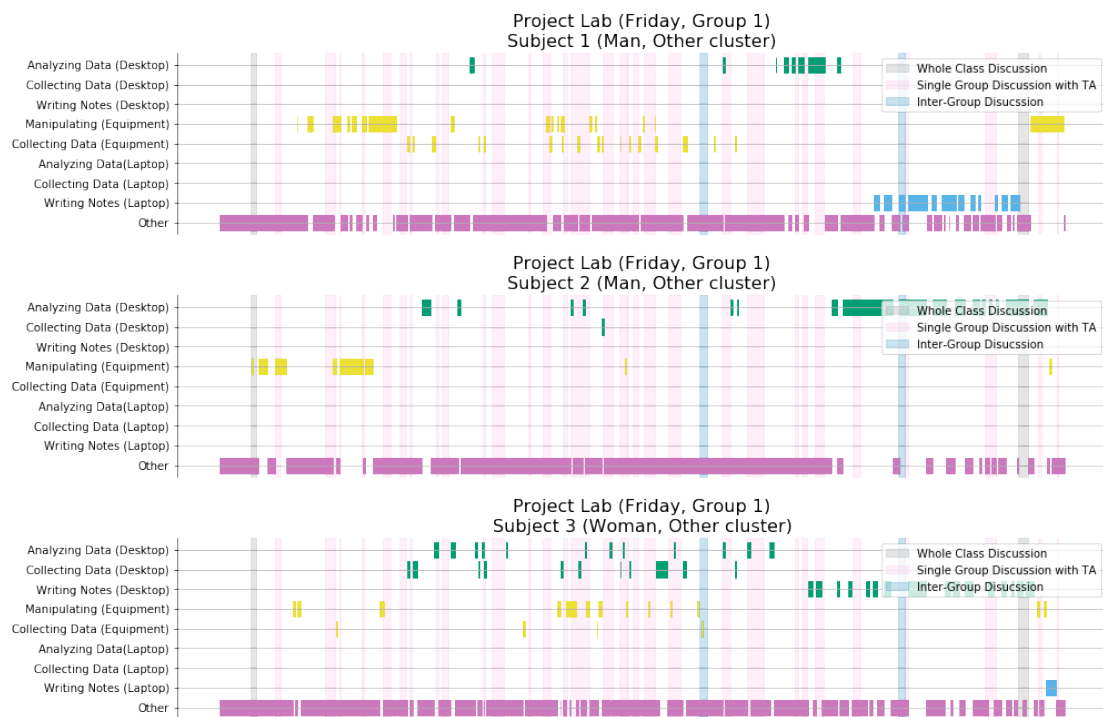 Project Lab (Friday, Group 1)
Subject 1 (Man, Other cluster)
Analyzing Data (Desktop)
Collecting Data (Desktop)
Writing Notes (Desktop)
Manipulating (Equipment)
Collecting Data (Equipment)
Analyzing Data(Laptop)
Collecting Data (Laptop)
Writing Notes (Laptop)
Other
Whole Class Discussion
Single Group Discussion with TA
Inter-Group Disucssion
Project Lab (Friday, Group 1)
Subject 2 (Man, Other cluster)
Analyzing Data (Desktop)
Collecting Data (Desktop)
Writing Notes (Desktop)
Manipulating (Equipment)
Collecting Data (Equipment)
Analyzing Data(Laptop)
Collecting Data (Laptop)
Writing Notes (Laptop)
Other
Whole Class Discussion
Single Group Discussion with TA
Inter-Group Disucssion
Project Lab (Friday, Group 1)
Subject 3 (Woman, Other cluster)
Analyzing Data (Desktop)
Collecting Data (Desktop)
Writing Notes (Desktop)
Manipulating (Equipment)
Collecting Data (Equipment)
Analyzing Data(Laptop)
Collecting Data (Laptop)
Writing Notes (Laptop)
Other
Whole Class Discussion
Single Group Discussion with TA
Inter-Group Disucssion